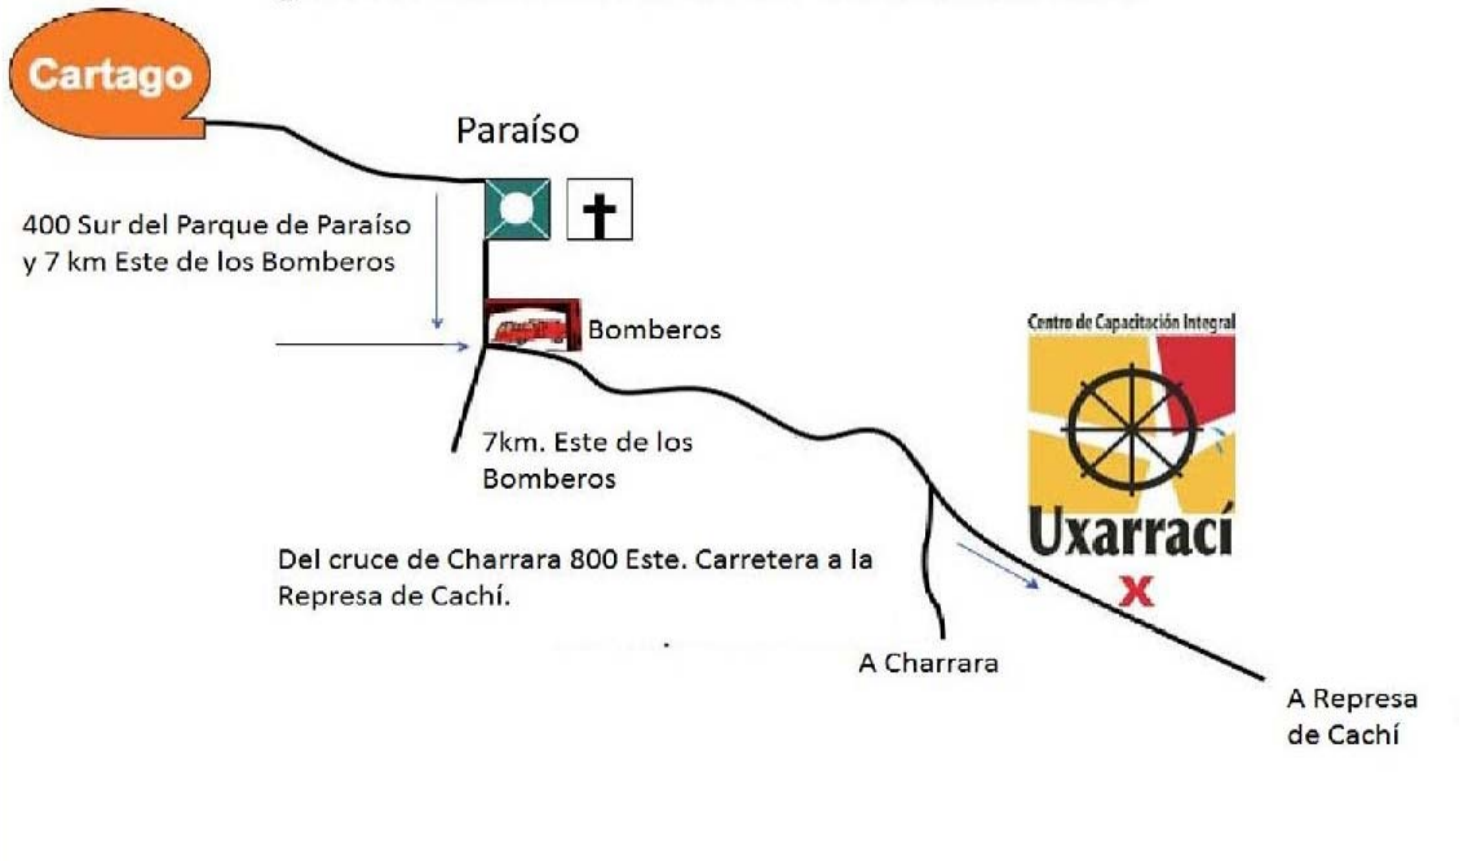 Cartago
Paraíso
400 Sur del Parque de Paraíso
y 7 km Este de los Bomberos
Bomberos
Centro de Capacitación Integral
Uxarrací
X
7km. Este de los
Bomberos
Del cruce de Charrara 800 Este. Carretera a la
Represa de Cachí.
A Charrara
A Represa
de Cachí